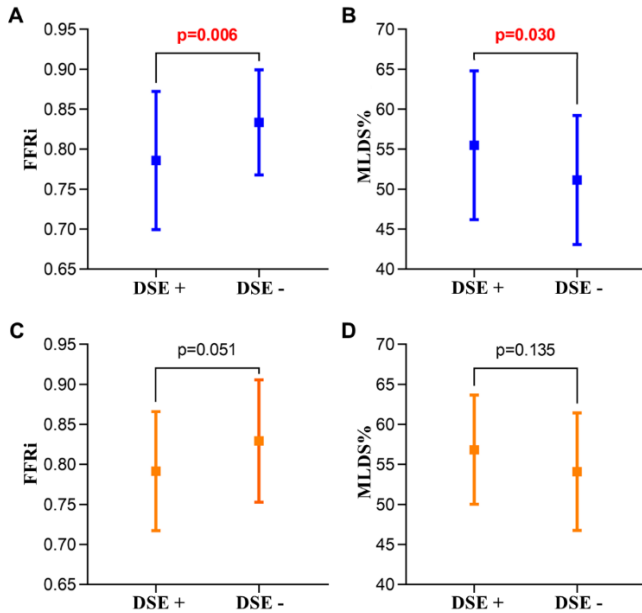 A
p=0.006
0.95
0.90
0.85
0.80
0.75
0.70
0.65
FFRi
DSE + DSE -
B
p=0.030
70
65
60
55
50
45
40
MLDS%
DSE + DSE -
C
p=0.051
0.95
0.90
0.85
0.80
0.75
0.70
0.65
FFRi
DSE + DSE -
D
p=0.135
70
65
60
55
50
45
40
MLDS%
DSE + DSE -